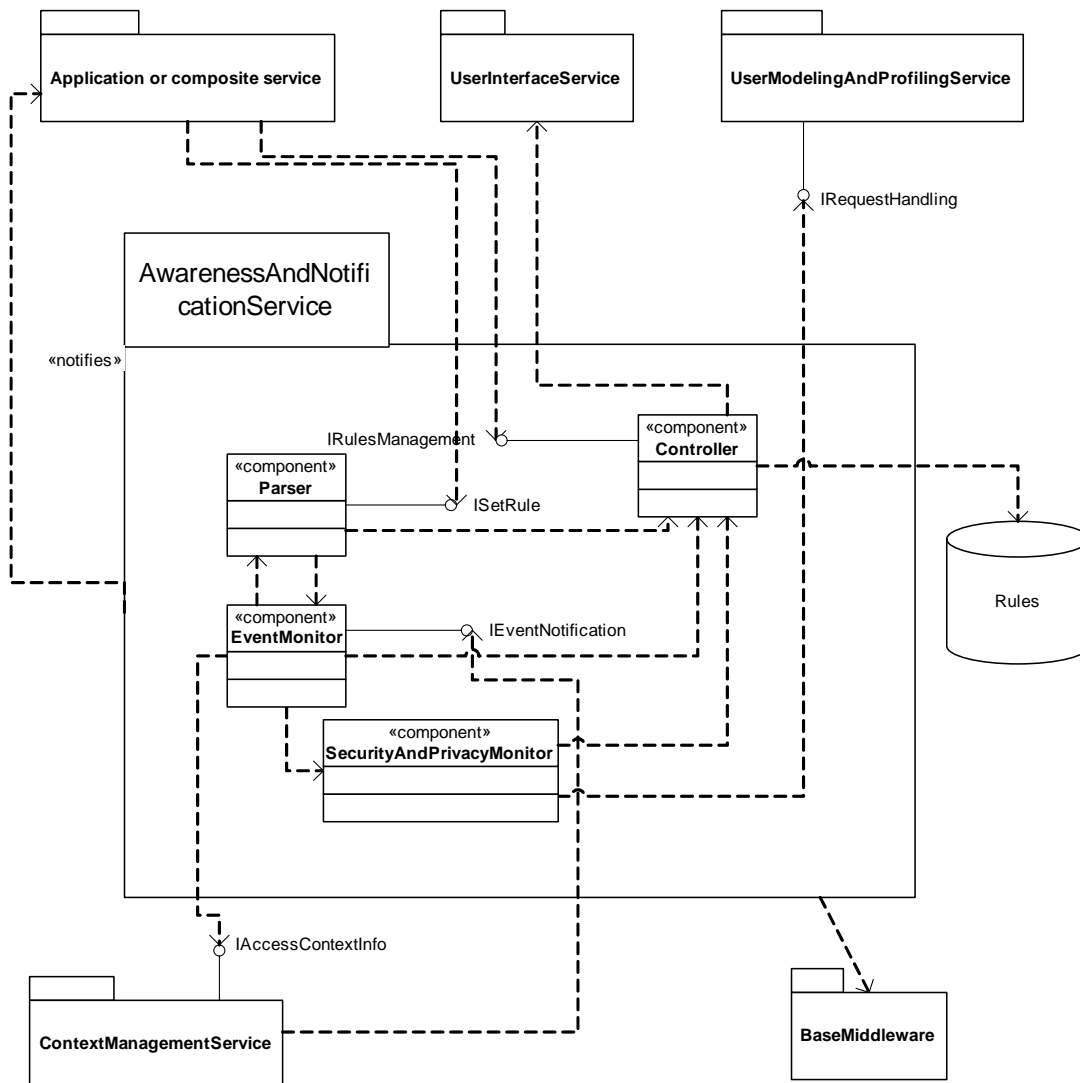 Application or composite service
UserInterfaceService
UserModelingAndProfilingService
IRequestHandling
AwarenessAndNotifi
cationService
«notifies»
IRulesManagement
«component»
Controller
«component»
Parser
ISetRule
Rules
«component»
EventMonitor
IEventNotification
«component»
SecurityAndPrivacyMonitor
IAccessContextInfo
ContextManagementService
BaseMiddleware